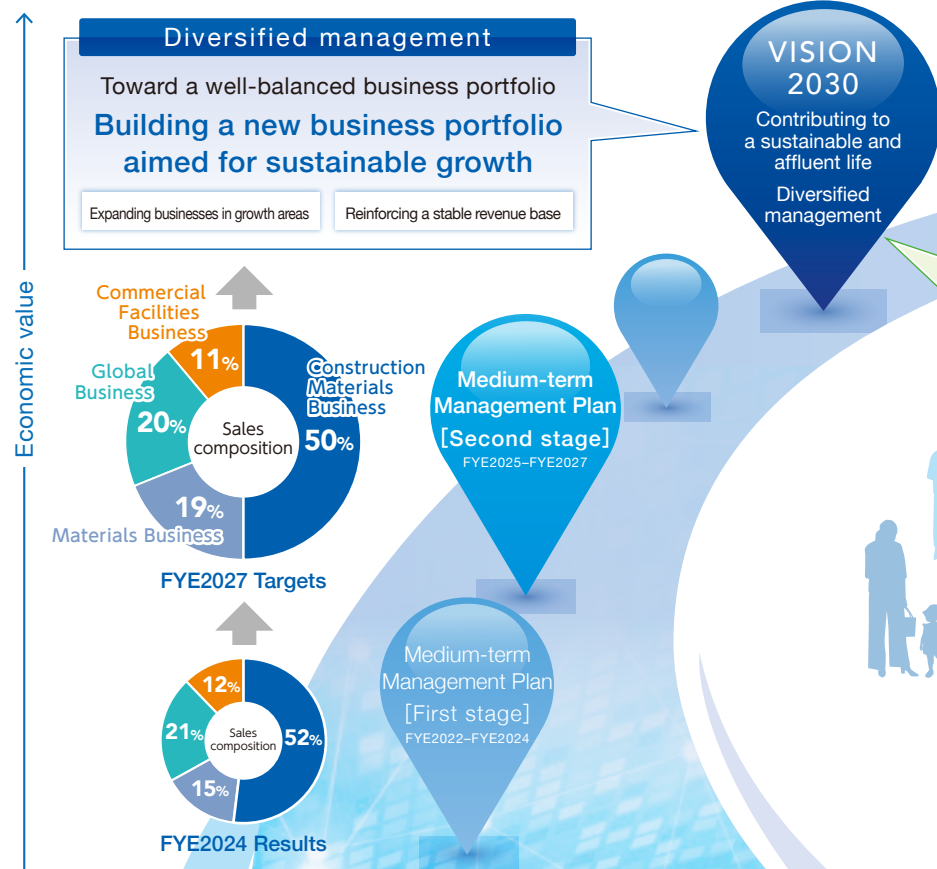 Economic value
Diversified management
Toward a well-balanced business portfolio
Building a new business portfolio
aimed for sustainable growth
Expanding businesses in growth areas
Reinforcing a stable revenue base
VISION
2030
Contributing to
a sustainable and
affluent life
Diversified
management
Commercial
Facilities
Business
11%
Global
Business
20%
Construction
Materials
Business
50%
Sales
composition
19%
Materials Business
FYE2027 Targets
Medium-term
Management Plan
[Second stage]
FYE2025–FYE2027
12%
21%
Sales
composition
52%
15%
FYE2024 Results
Medium-term
Management Plan
[First stage]
FYE2022–FYE2024